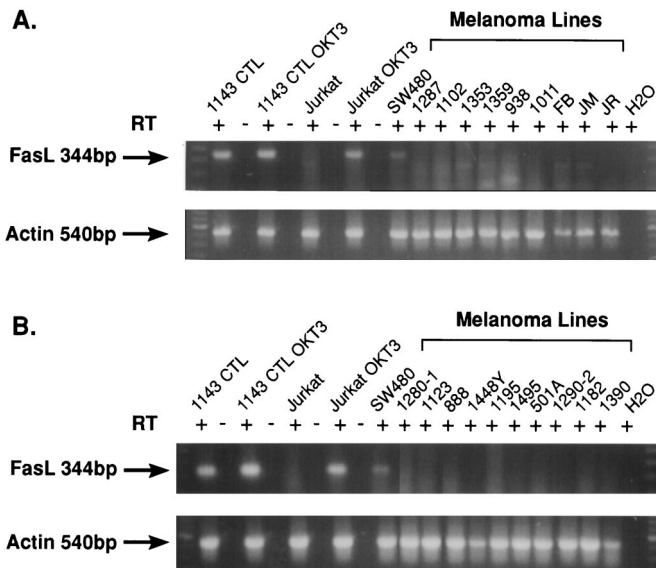 A.
Melanoma Lines
1143 CTL
1143 CTL OKT3
Jurkat
Jurkat OKT3
SW480
1287
1102
1353
1359
938
1011
FB
JM
JR
H2O
RT + - + - + - + - + + + + + + + + + + +
FasL 344bp
Actin 540bp
B.
Melanoma Lines
1143 CTL
1143 CTL OKT3
Jurkat
Jurkat OKT3
SW480
1280-1
1123
888
1448Y
1195
1495
501A
1290-2
1182
1390
H2O
RT + - + - + - + - + + + + + + + + + + + +
FasL 344bp
Actin 540bp